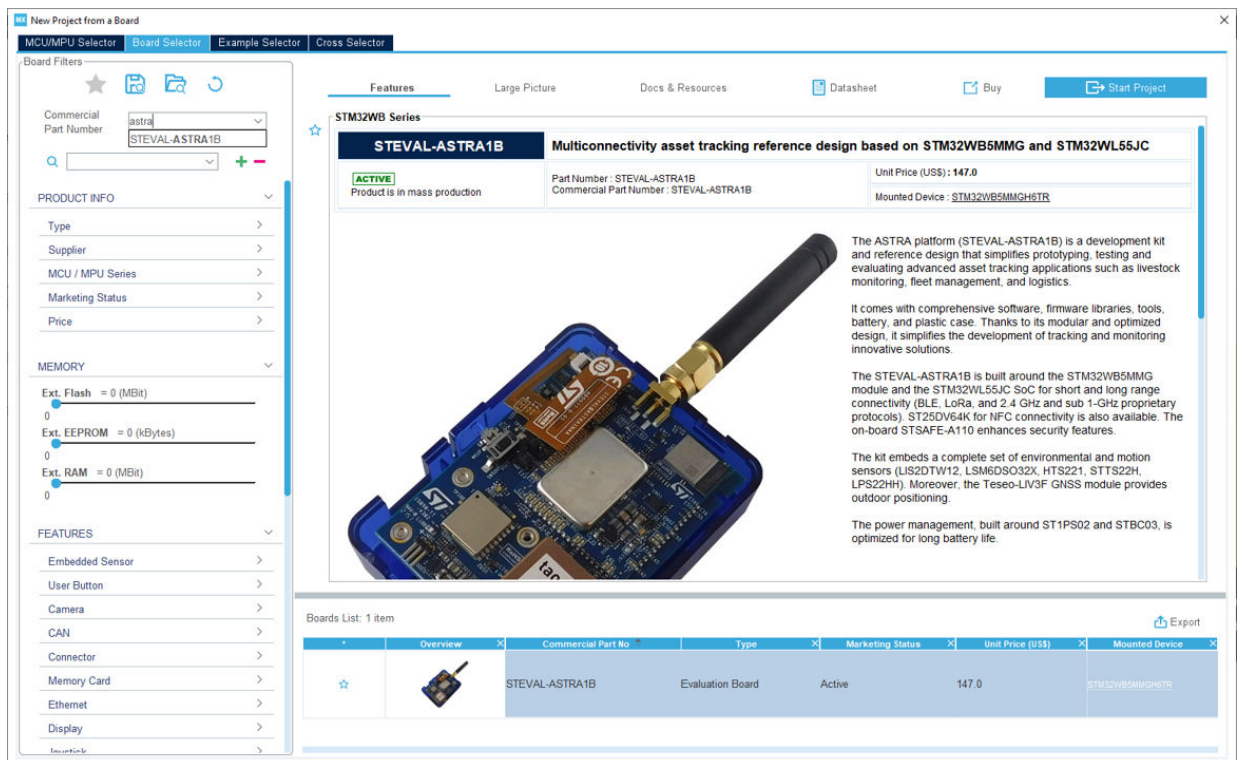 MX New Project from a Board
MCU/MPU Selector Board Selector Example Selector Cross Selector
Board Filters
Commercial
Part Number
astra
STEVAL-ASTRA1B
PRODUCT INFO
Type
Supplier
MCU / MPU Series
Marketing Status
Price
MEMORY
Ext. Flash = 0 (MBit)
0
Ext. EEPROM = 0 (kBytes)
0
Ext. RAM = 0 (MBit)
0
FEATURES
Embedded Sensor
User Button
Camera
CAN
Connector
Memory Card
Ethernet
Display
Joystick
Features Large Picture Docs & Resources Datasheet Buy Start Project
STM32WB Series
STEVAL-ASTRA1B
Multiconnectivity asset tracking reference design based on STM32WB5MMG and STM32WL55JC
ACTIVE
Product is in mass production
Part Number : STEVAL-ASTRA1B
Commercial Part Number : STEVAL-ASTRA1B
Unit Price (US$) : 147.0
Mounted Device : STM32WB5MMGH6TR
The ASTRA platform (STEVAL-ASTRA1B) is a development kit
and reference design that simplifies prototyping, testing and
evaluating advanced asset tracking applications such as livestock
monitoring, fleet management, and logistics.
It comes with comprehensive software, firmware libraries, tools,
battery, and plastic case. Thanks to its modular and optimized
design, it simplifies the development of tracking and monitoring
innovative solutions.
The STEVAL-ASTRA1B is built around the STM32WB5MMG
module and the STM32WL55JC SoC for short and long range
connectivity (BLE, LoRa, and 2.4 GHz and sub 1-GHz proprietary
protocols). ST25DV64K for NFC connectivity is also available. The
on-board STSAFE-A110 enhances security features.
The kit embeds a complete set of environmental and motion
sensors (LIS2DTW12, LSM6DSO32X, HTS221, STTS22H,
LPS22HH). Moreover, the Teseo-LIV3F GNSS module provides
outdoor positioning.
The power management, built around ST1PS02 and STBC03, is
optimized for long battery life.
Boards List: 1 item
Export
* Overview Commercial Part No Type Marketing Status Unit Price (US$) Mounted Device
STEVAL-ASTRA1B Evaluation Board Active 147.0 STM32WB5MMGH6TR